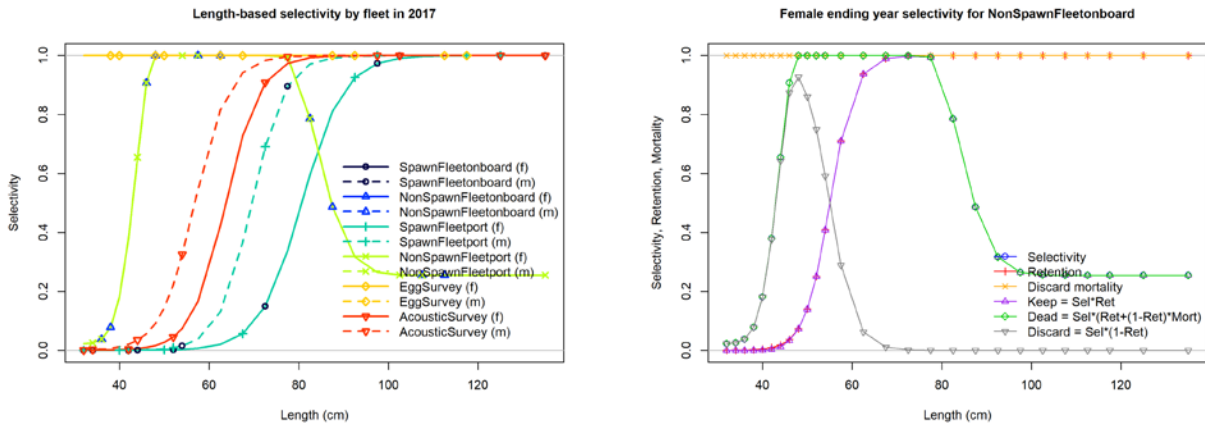 Length-based selectivity by fleet in 2017
1.0
0.8
0.6
0.4
0.2
0.0
Selectivity
SpawnFleetonboard (f)
SpawnFleetonboard (m)
NonSpawnFleetonboard (f)
NonSpawnFleetonboard (m)
SpawnFleetport (f)
SpawnFleetport (m)
NonSpawnFleetport (f)
NonSpawnFleetport (m)
EggSurvey (f)
EggSurvey (m)
AcousticSurvey (f)
AcousticSurvey (m)
40 60 80 100 120
Length (cm)
Female ending year selectivity for NonSpawnFleetonboard
1.0
0.8
0.6
0.4
0.2
0.0
Selectivity, Retention, Mortality
Selectivity
Retention
Discard mortality
Keep = Sel*Ret
Dead = Sel*(Ret+(1-Ret)*Mort)
Discard = Sel*(1-Ret)
40 60 80 100 120
Length (cm)